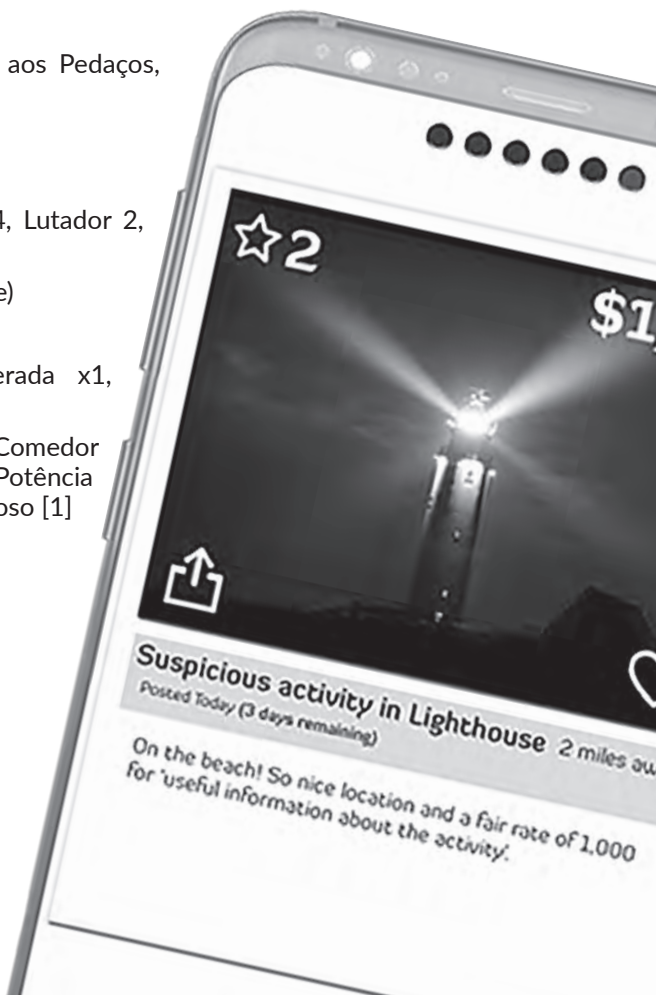 aos Pedaços,
4, Lutador 2,
e)
erada x1,
Comedor
Potência
oso [1]
2
$1,
Suspicious activity in Lighthouse 2 miles aw
Posted Today (3 days remaining)
On the beach! So nice location and a fair rate of 1,000
for 'useful information about the activity'.